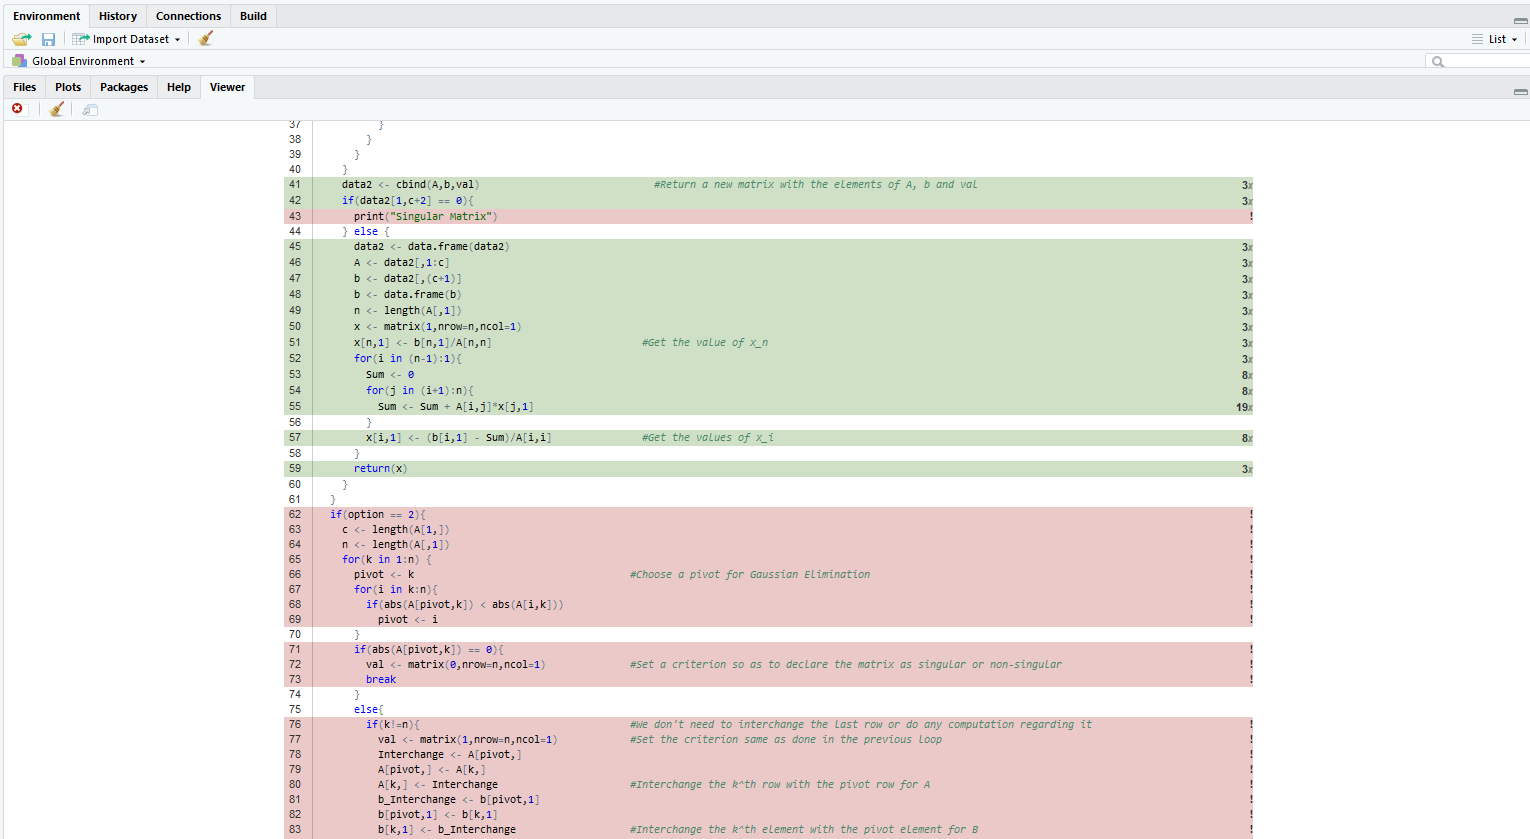 Environment History Connections Build
Import Dataset List
Global Environment
Files Plots Packages Help Viewer
37 }
38 }
39 }
40 }
41 data2 <- cbind(A,b,val) #Return a new matrix with the elements of A, b and val 3x
42 if(data2[1,c+2] == 0){ 3x
43 print("Singular Matrix") !
44 } else {
45 data2 <- data.frame(data2) 3x
46 A <- data2[,1:c] 3x
47 b <- data2[,(c+1)] 3x
48 b <- data.frame(b) 3x
49 n <- length(A[,1]) 3x
50 x <- matrix(1,nrow=n,ncol=1) 3x
51 x[n,1] <- b[n,1]/A[n,n] #Get the value of x_n 3x
52 for(i in (n-1):1){ 3x
53 Sum <- 0 8x
54 for(j in (i+1):n){ 8x
55 Sum <- Sum + A[i,j]*x[j,1] 19x
56 }
57 x[i,1] <- (b[i,1] - Sum)/A[i,i] #Get the values of x_i 8x
58 }
59 return(x) 3x
60 }
61 }
62 if(option == 2){ !
63 c <- length(A[1,]) !
64 n <- length(A[,1]) !
65 for(k in 1:n) { !
66 pivot <- k #Choose a pivot for Gaussian Elimination !
67 for(i in k:n){ !
68 if(abs(A[pivot,k]) < abs(A[i,k])) !
69 pivot <- i !
70 }
71 if(abs(A[pivot,k]) == 0){ !
72 val <- matrix(0,nrow=n,ncol=1) #Set a criterion so as to declare the matrix as singular or non-singular !
73 break !
74 }
75 else{
76 if(k!=n){ #We don't need to interchange the last row or do any computation regarding it !
77 val <- matrix(1,nrow=n,ncol=1) #Set the criterion same as done in the previous loop !
78 Interchange <- A[pivot,] !
79 A[pivot,] <- A[k,] !
80 A[k,] <- Interchange #Interchange the k^th row with the pivot row for A !
81 b_Interchange <- b[pivot,1] !
82 b[pivot,1] <- b[k,1] !
83 b[k,1] <- b_Interchange #Interchange the k^th element with the pivot element for B !